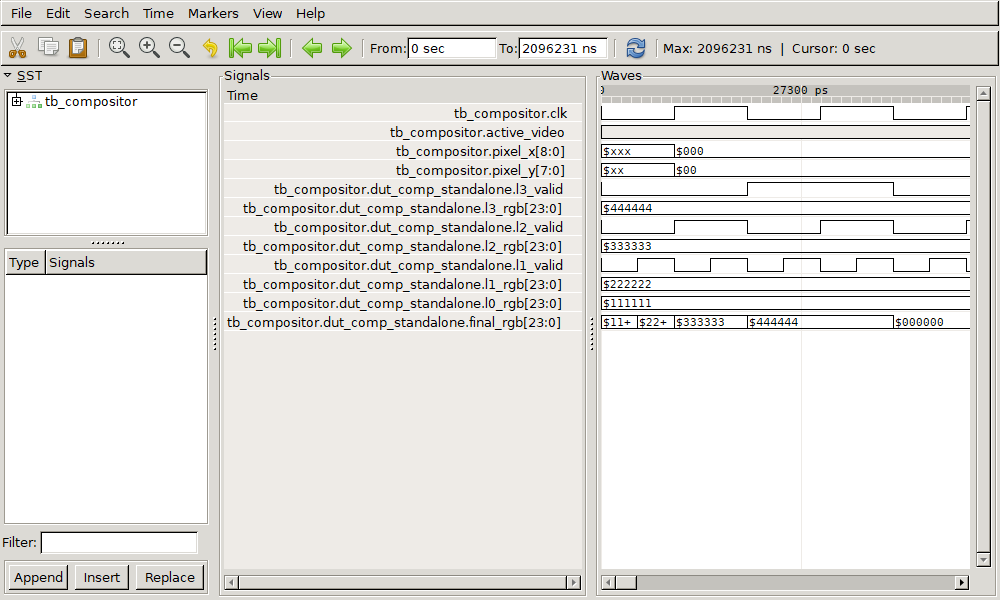 File Edit Search Time Markers View Help
From: 0 sec To: 2096231 ns Max: 2096231 ns | Cursor: 0 sec
SST
tb_compositor
Type Signals
Filter:
Append Insert Replace
Signals
Time
tb_compositor.clk
tb_compositor.active_video
tb_compositor.pixel_x[8:0]
tb_compositor.pixel_y[7:0]
tb_compositor.dut_comp_standalone.l3_valid
tb_compositor.dut_comp_standalone.l3_rgb[23:0]
tb_compositor.dut_comp_standalone.l2_valid
tb_compositor.dut_comp_standalone.l2_rgb[23:0]
tb_compositor.dut_comp_standalone.l1_valid
tb_compositor.dut_comp_standalone.l1_rgb[23:0]
tb_compositor.dut_comp_standalone.l0_rgb[23:0]
tb_compositor.dut_comp_standalone.final_rgb[23:0]
Waves
27300 ps
$xxx $000
$xx $00
$444444
$333333
$222222
$111111
$11+ $22+ $333333 $444444 $000000